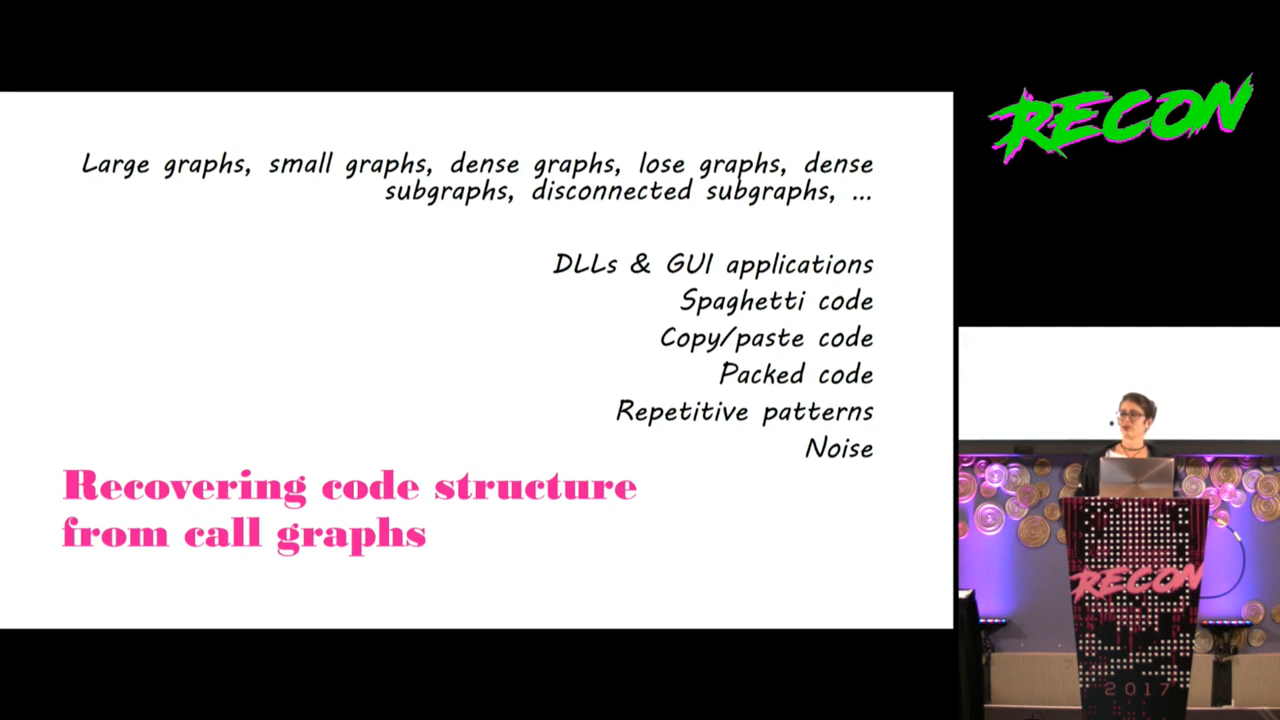 Large graphs, small graphs, dense graphs, lose graphs, dense
subgraphs, disconnected subgraphs, ...
DLLs & GUI applications
Spaghetti code
Copy/paste code
Packed code
Repetitive patterns
Noise
Recovering code structure
from call graphs
RECON
RECON
2017